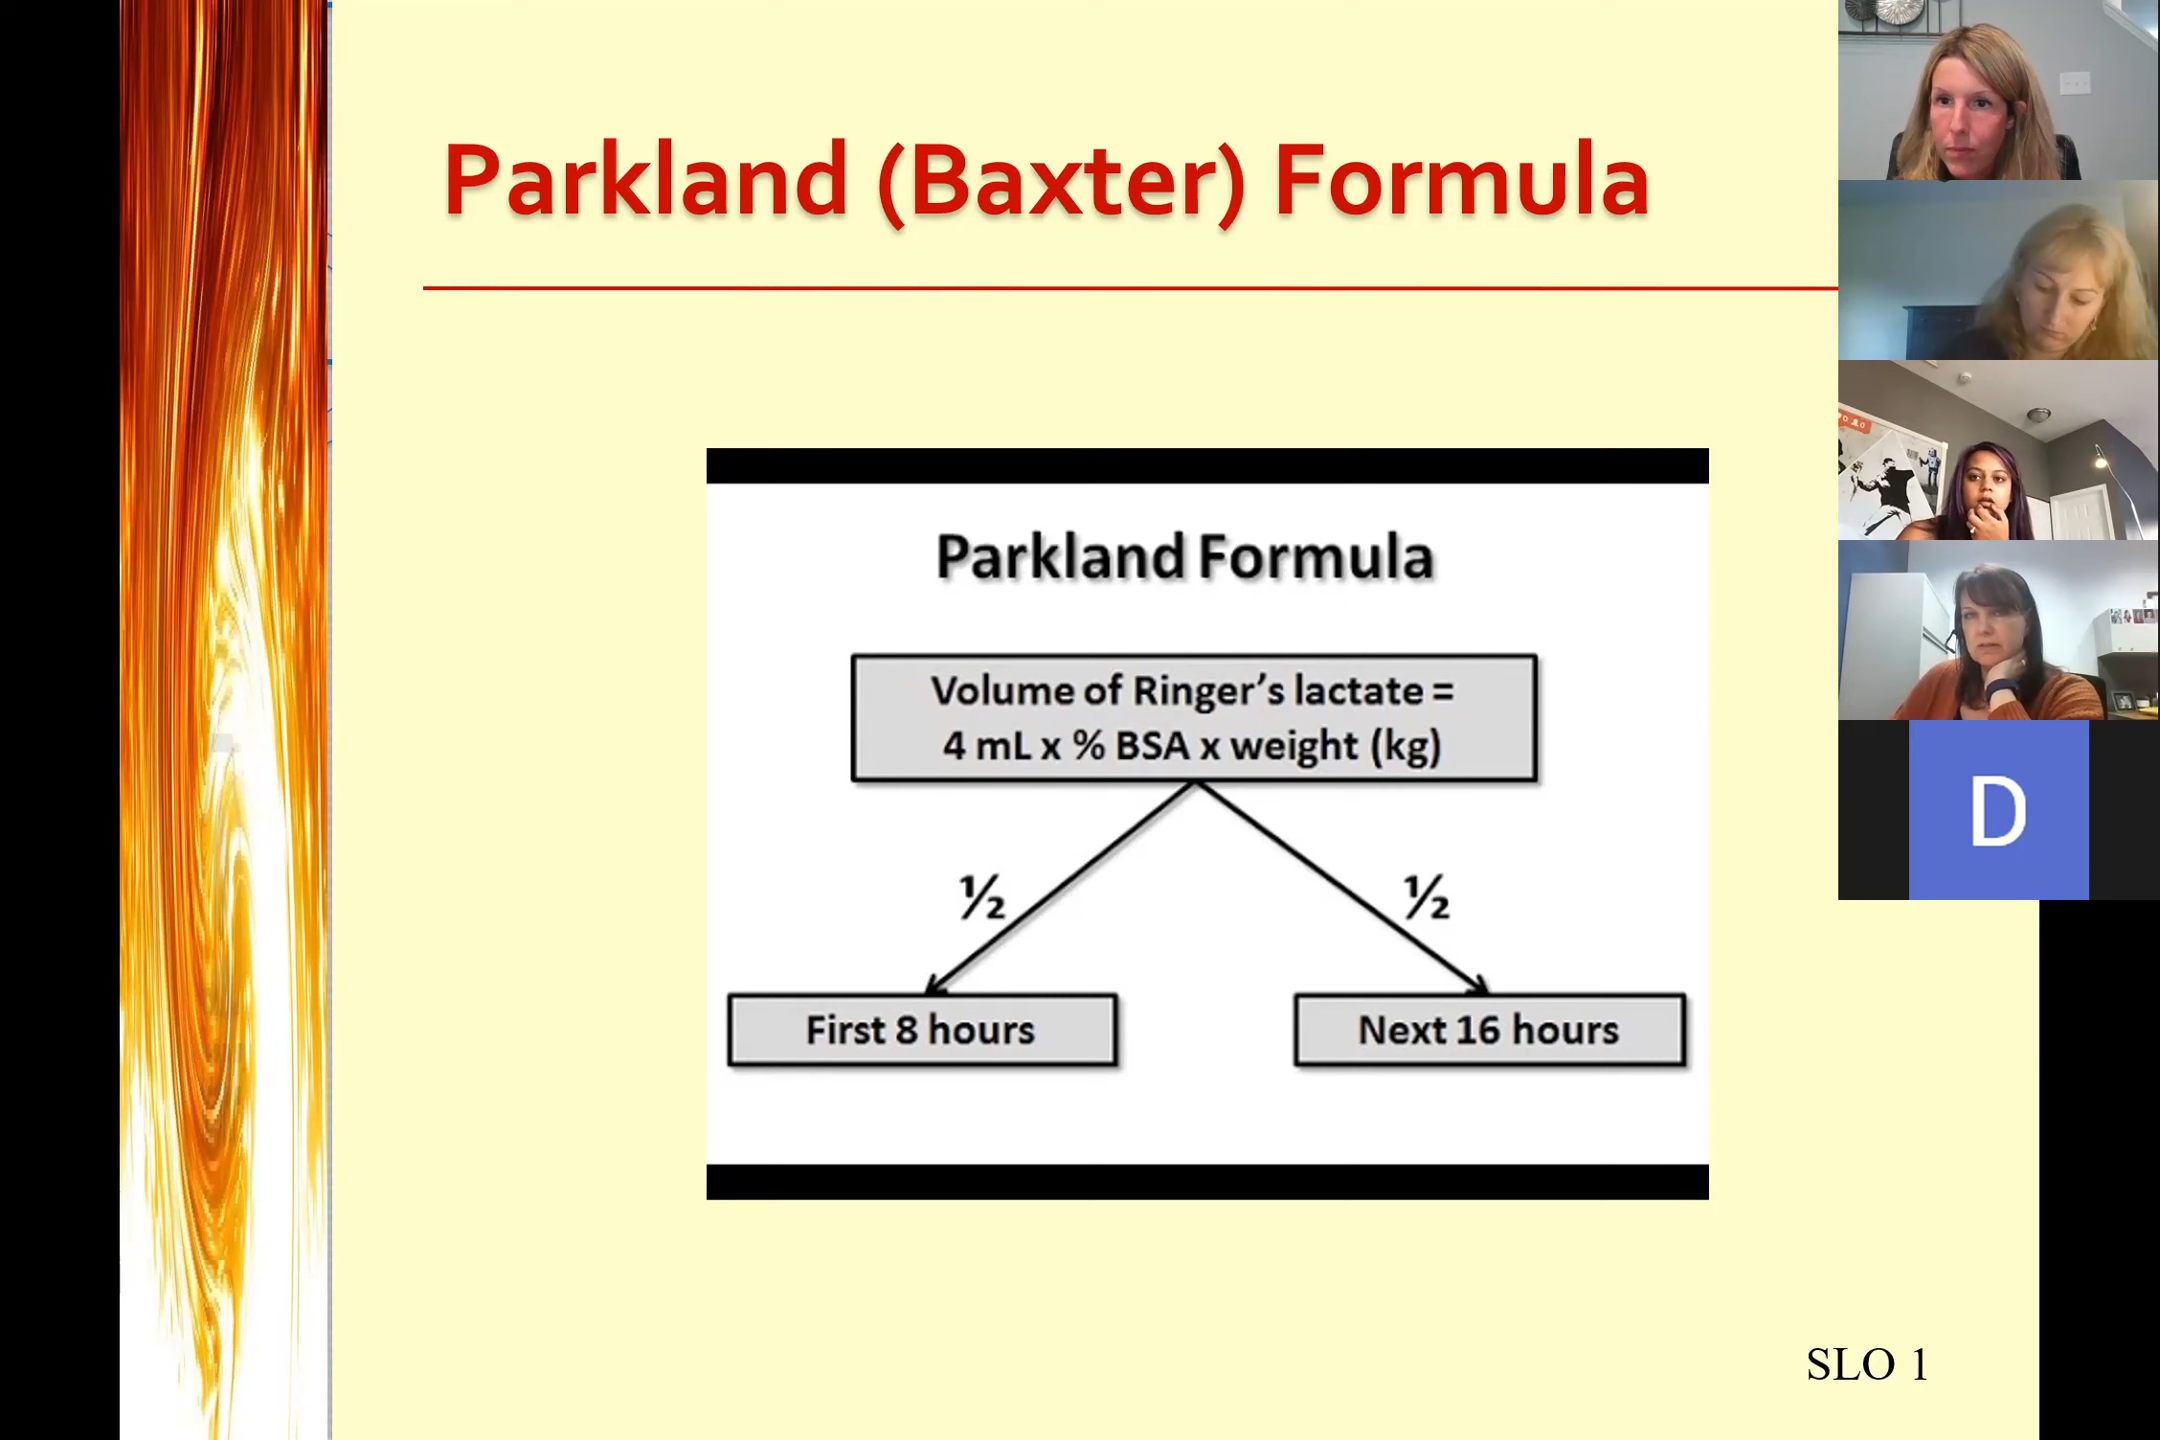 Parkland (Baxter) Formula
Parkland Formula
Volume of Ringer’s lactate =
4 mL x % BSA x weight (kg)
½
½
First 8 hours
Next 16 hours
SLO 1
D